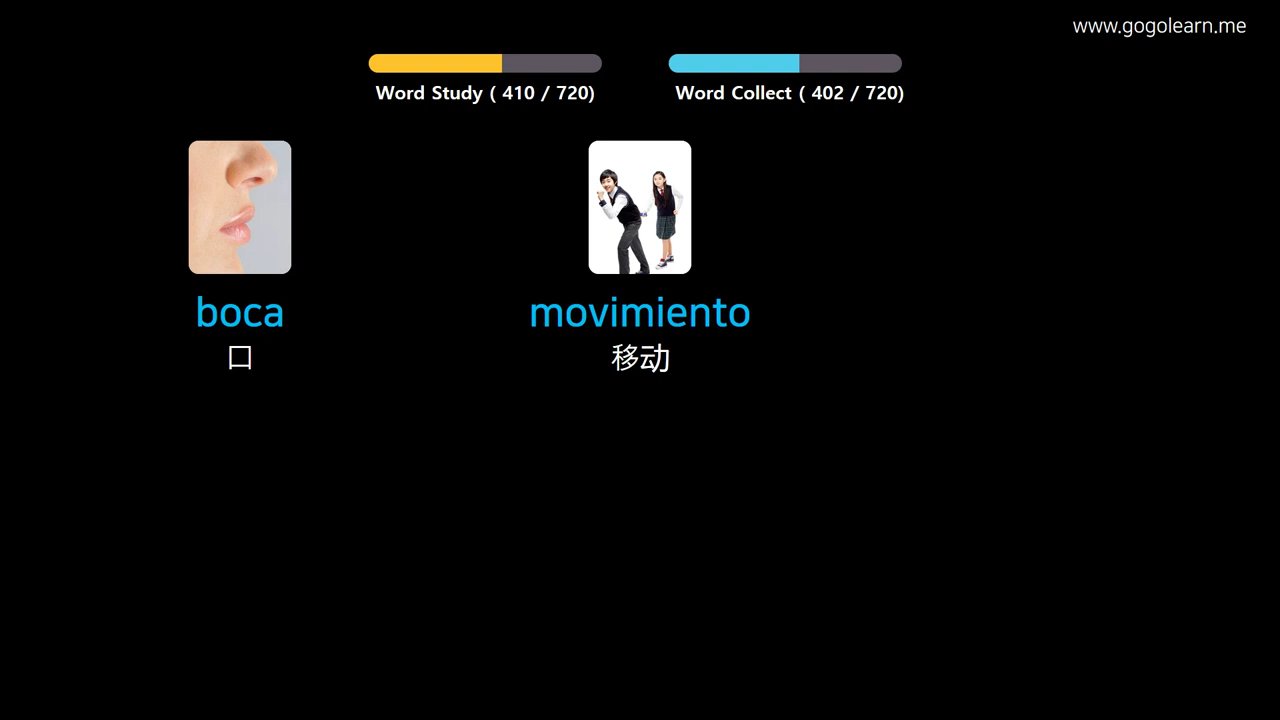 www.gogolearn.me
Word Study ( 410 / 720)
Word Collect ( 402 / 720)
boca
口
movimiento
移动